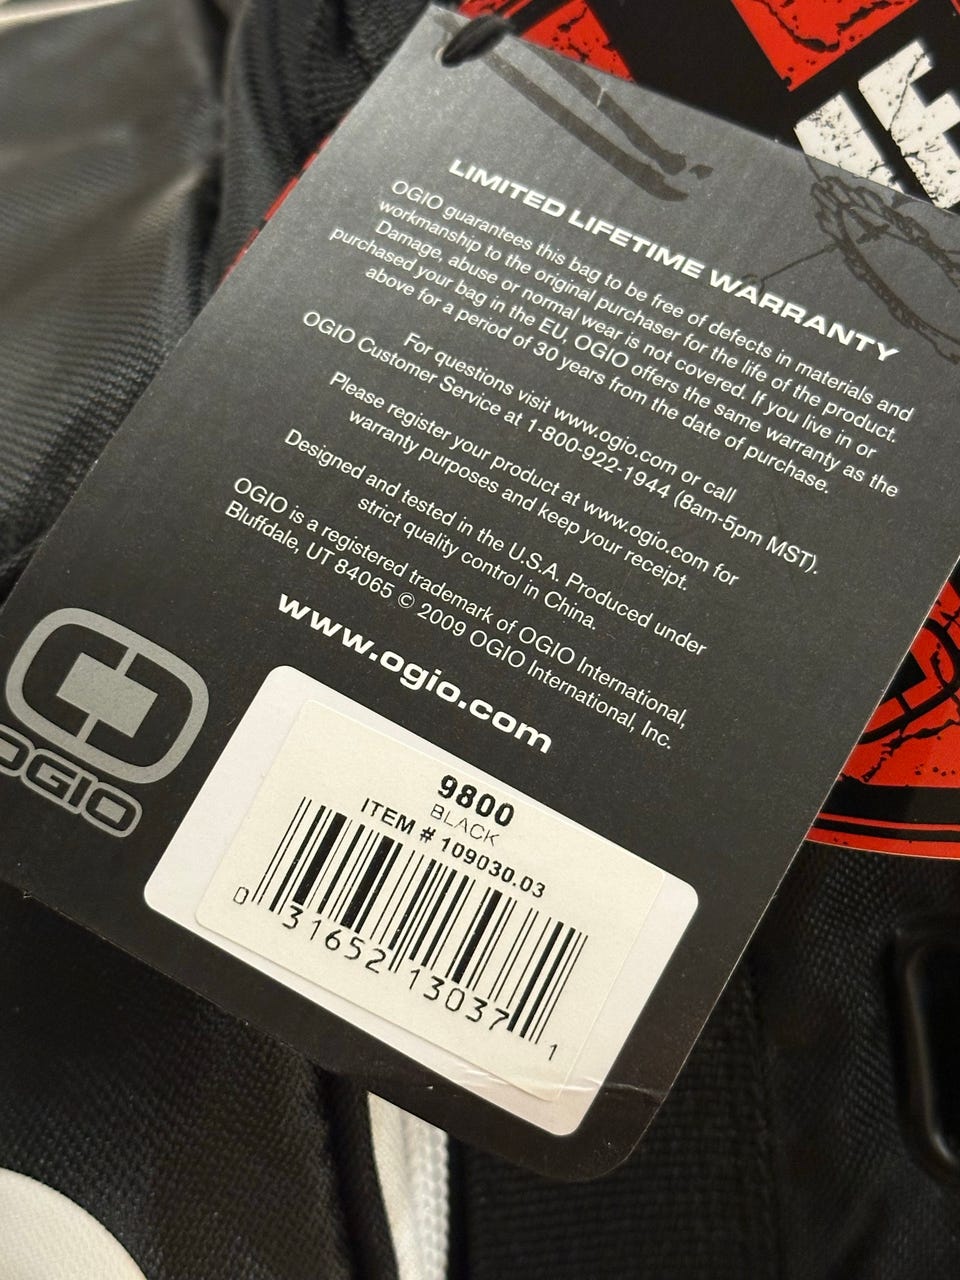 LIMITED LIFETIME WARRANTY
OGIO guarantees this bag to be free of defects in materials and
workmanship to the original purchaser for the life of the product.
Damage, abuse or normal wear is not covered. If you live in or
purchased your bag in the EU, OGIO offers the same warranty as the
above for a period of 30 years from the date of purchase.
For questions visit www.ogio.com or call
OGIO Customer Service at 1-800-922-1944 (8am-5pm MST).
Please register your product at www.ogio.com for
warranty purposes and keep your receipt.
Designed and tested in the U.S.A. Produced under
strict quality control in China.
OGIO is a registered trademark of OGIO International,
Bluffdale, UT 84065 © 2009 OGIO International, Inc.
www.ogio.com
OGIO
9800
BLACK
ITEM # 109030.03
0 31652 13037 1